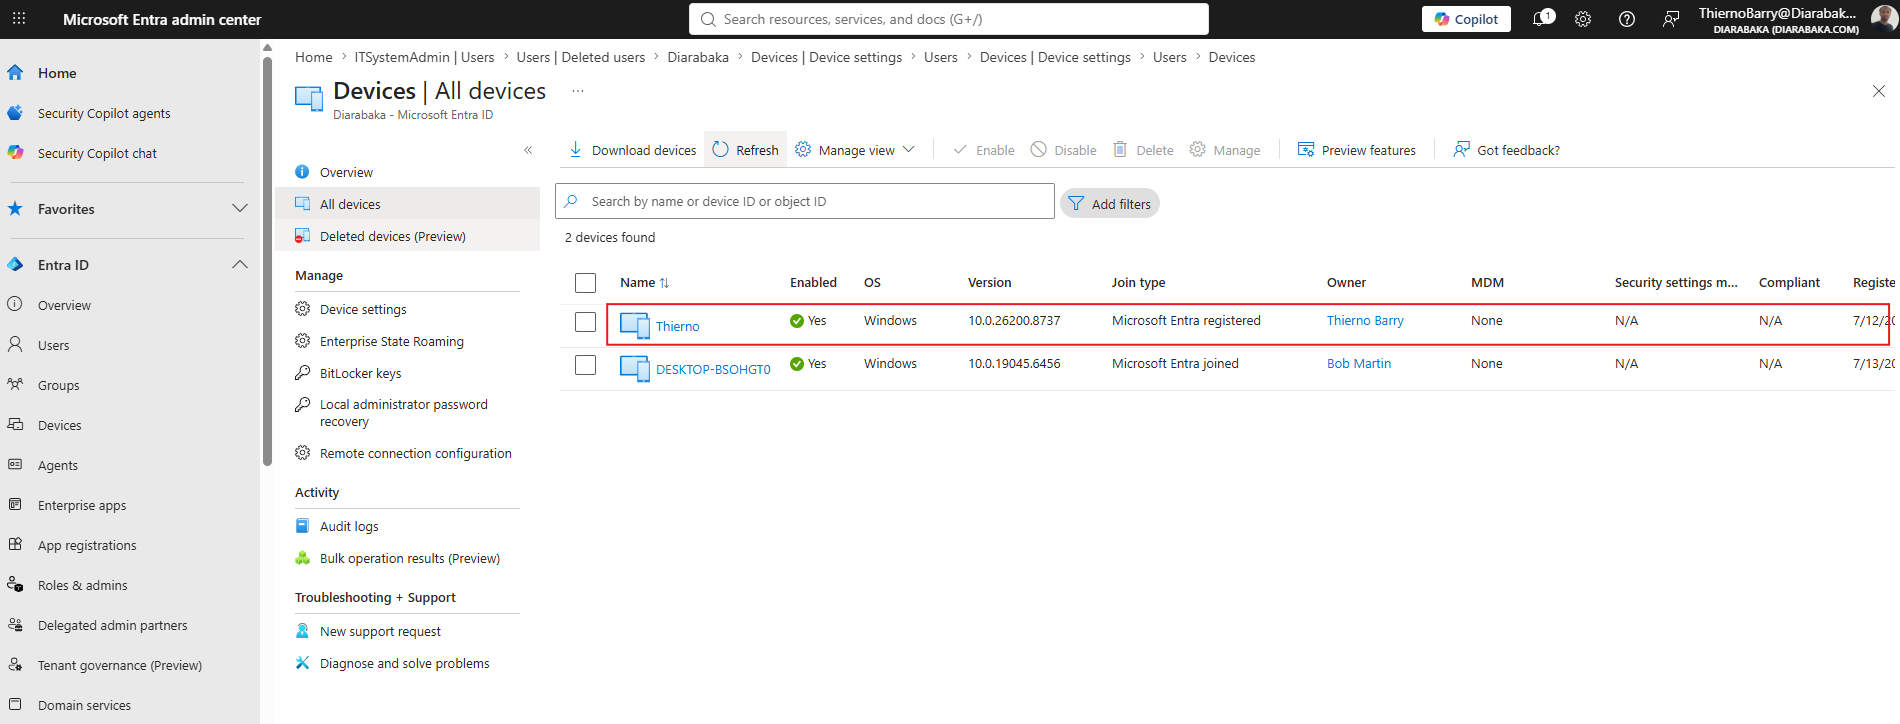 Microsoft Entra admin center
Search resources, services, and docs (G+/)
Copilot
1
ThiernoBarry@Diarabak...
DIARABAKA (DIARABAKA.COM)
Home
Security Copilot agents
Security Copilot chat
Favorites
Entra ID
Overview
Users
Groups
Devices
Agents
Enterprise apps
App registrations
Roles & admins
Delegated admin partners
Tenant governance (Preview)
Domain services
Home > ITSystemAdmin | Users > Users | Deleted users > Diarabaka > Devices | Device settings > Users > Devices | Device settings > Users > Devices
Devices | All devices ...
Diarabaka - Microsoft Entra ID
Overview
All devices
Deleted devices (Preview)
Manage
Device settings
Enterprise State Roaming
BitLocker keys
Local administrator password
recovery
Remote connection configuration
Activity
Audit logs
Bulk operation results (Preview)
Troubleshooting + Support
New support request
Diagnose and solve problems
Download devices Refresh Manage view Enable Disable Delete Manage Preview features Got feedback?
Search by name or device ID or object ID
Add filters
2 devices found
Name Enabled OS Version Join type Owner MDM Security settings m... Compliant Registe
Thierno Yes Windows 10.0.26200.8737 Microsoft Entra registered Thierno Barry None N/A N/A 7/12/20
DESKTOP-BSOHGT0 Yes Windows 10.0.19045.6456 Microsoft Entra joined Bob Martin None N/A N/A 7/13/20